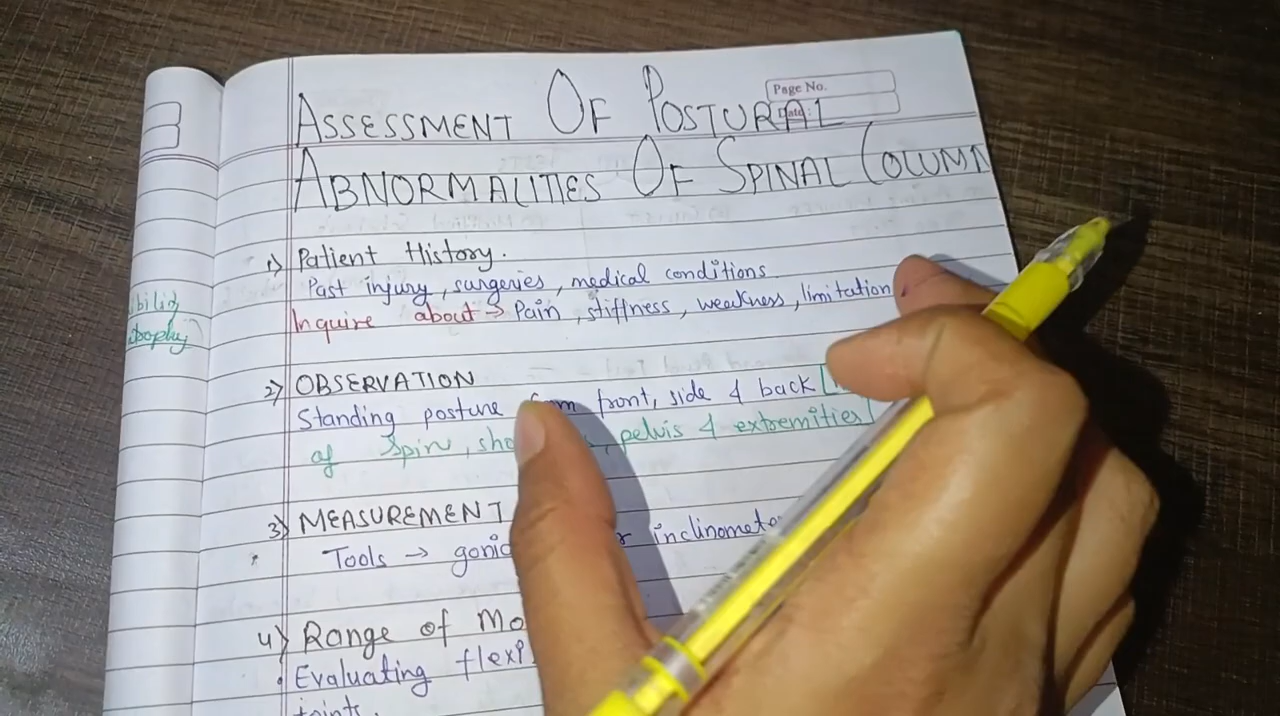 Page No.
Date:
ASSESSMENT OF POSTURAL
ABNORMALITIES OF SPINAL COLUMN
1) Patient History.
Past injury, surgeries, medical conditions
Inquire about → Pain, stiffness, weakness, limitation
2) OBSERVATION
Standing posture front, side & back
of Spin, pelvis & extremities
3) MEASUREMENT
Tools →
4) Range of
Evaluating
joints.